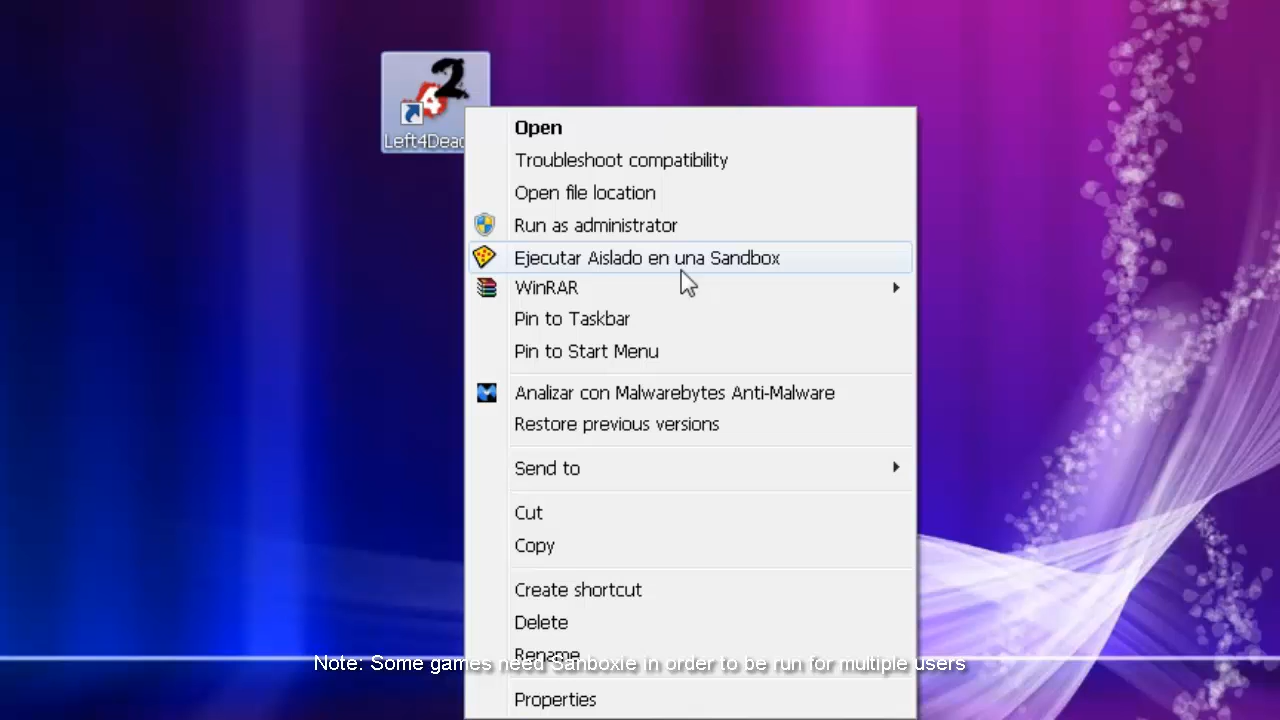 2
4
Left4Dead
Open
Troubleshoot compatibility
Open file location
Run as administrator
Ejecutar Aislado en una Sandbox
WinRAR
Pin to Taskbar
Pin to Start Menu
Analizar con Malwarebytes Anti-Malware
Restore previous versions
Send to
Cut
Copy
Create shortcut
Delete
Rename
Note: Some games need Sanboxie in order to be run for multiple users
Properties